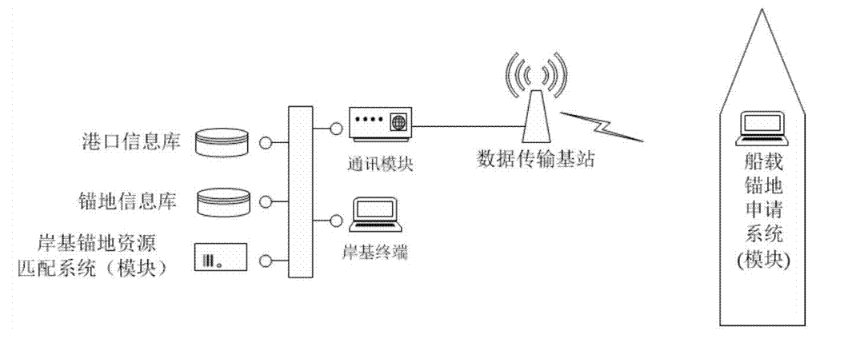 港口信息库
锚地信息库
岸基锚地资源
匹配系统（模块）
通讯模块
岸基终端
数据传输基站
船载
锚地
申请
系统
(模块)